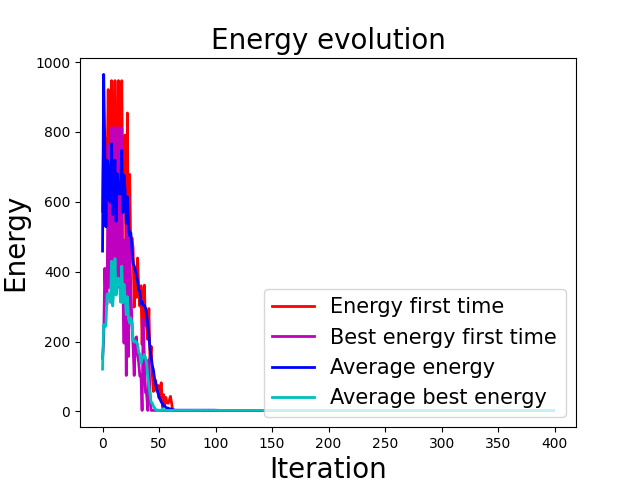 Energy evolution
1000
800
600
400
200
0
Energy
Energy first time
Best energy first time
Average energy
Average best energy
0 50 100 150 200 250 300 350 400
Iteration